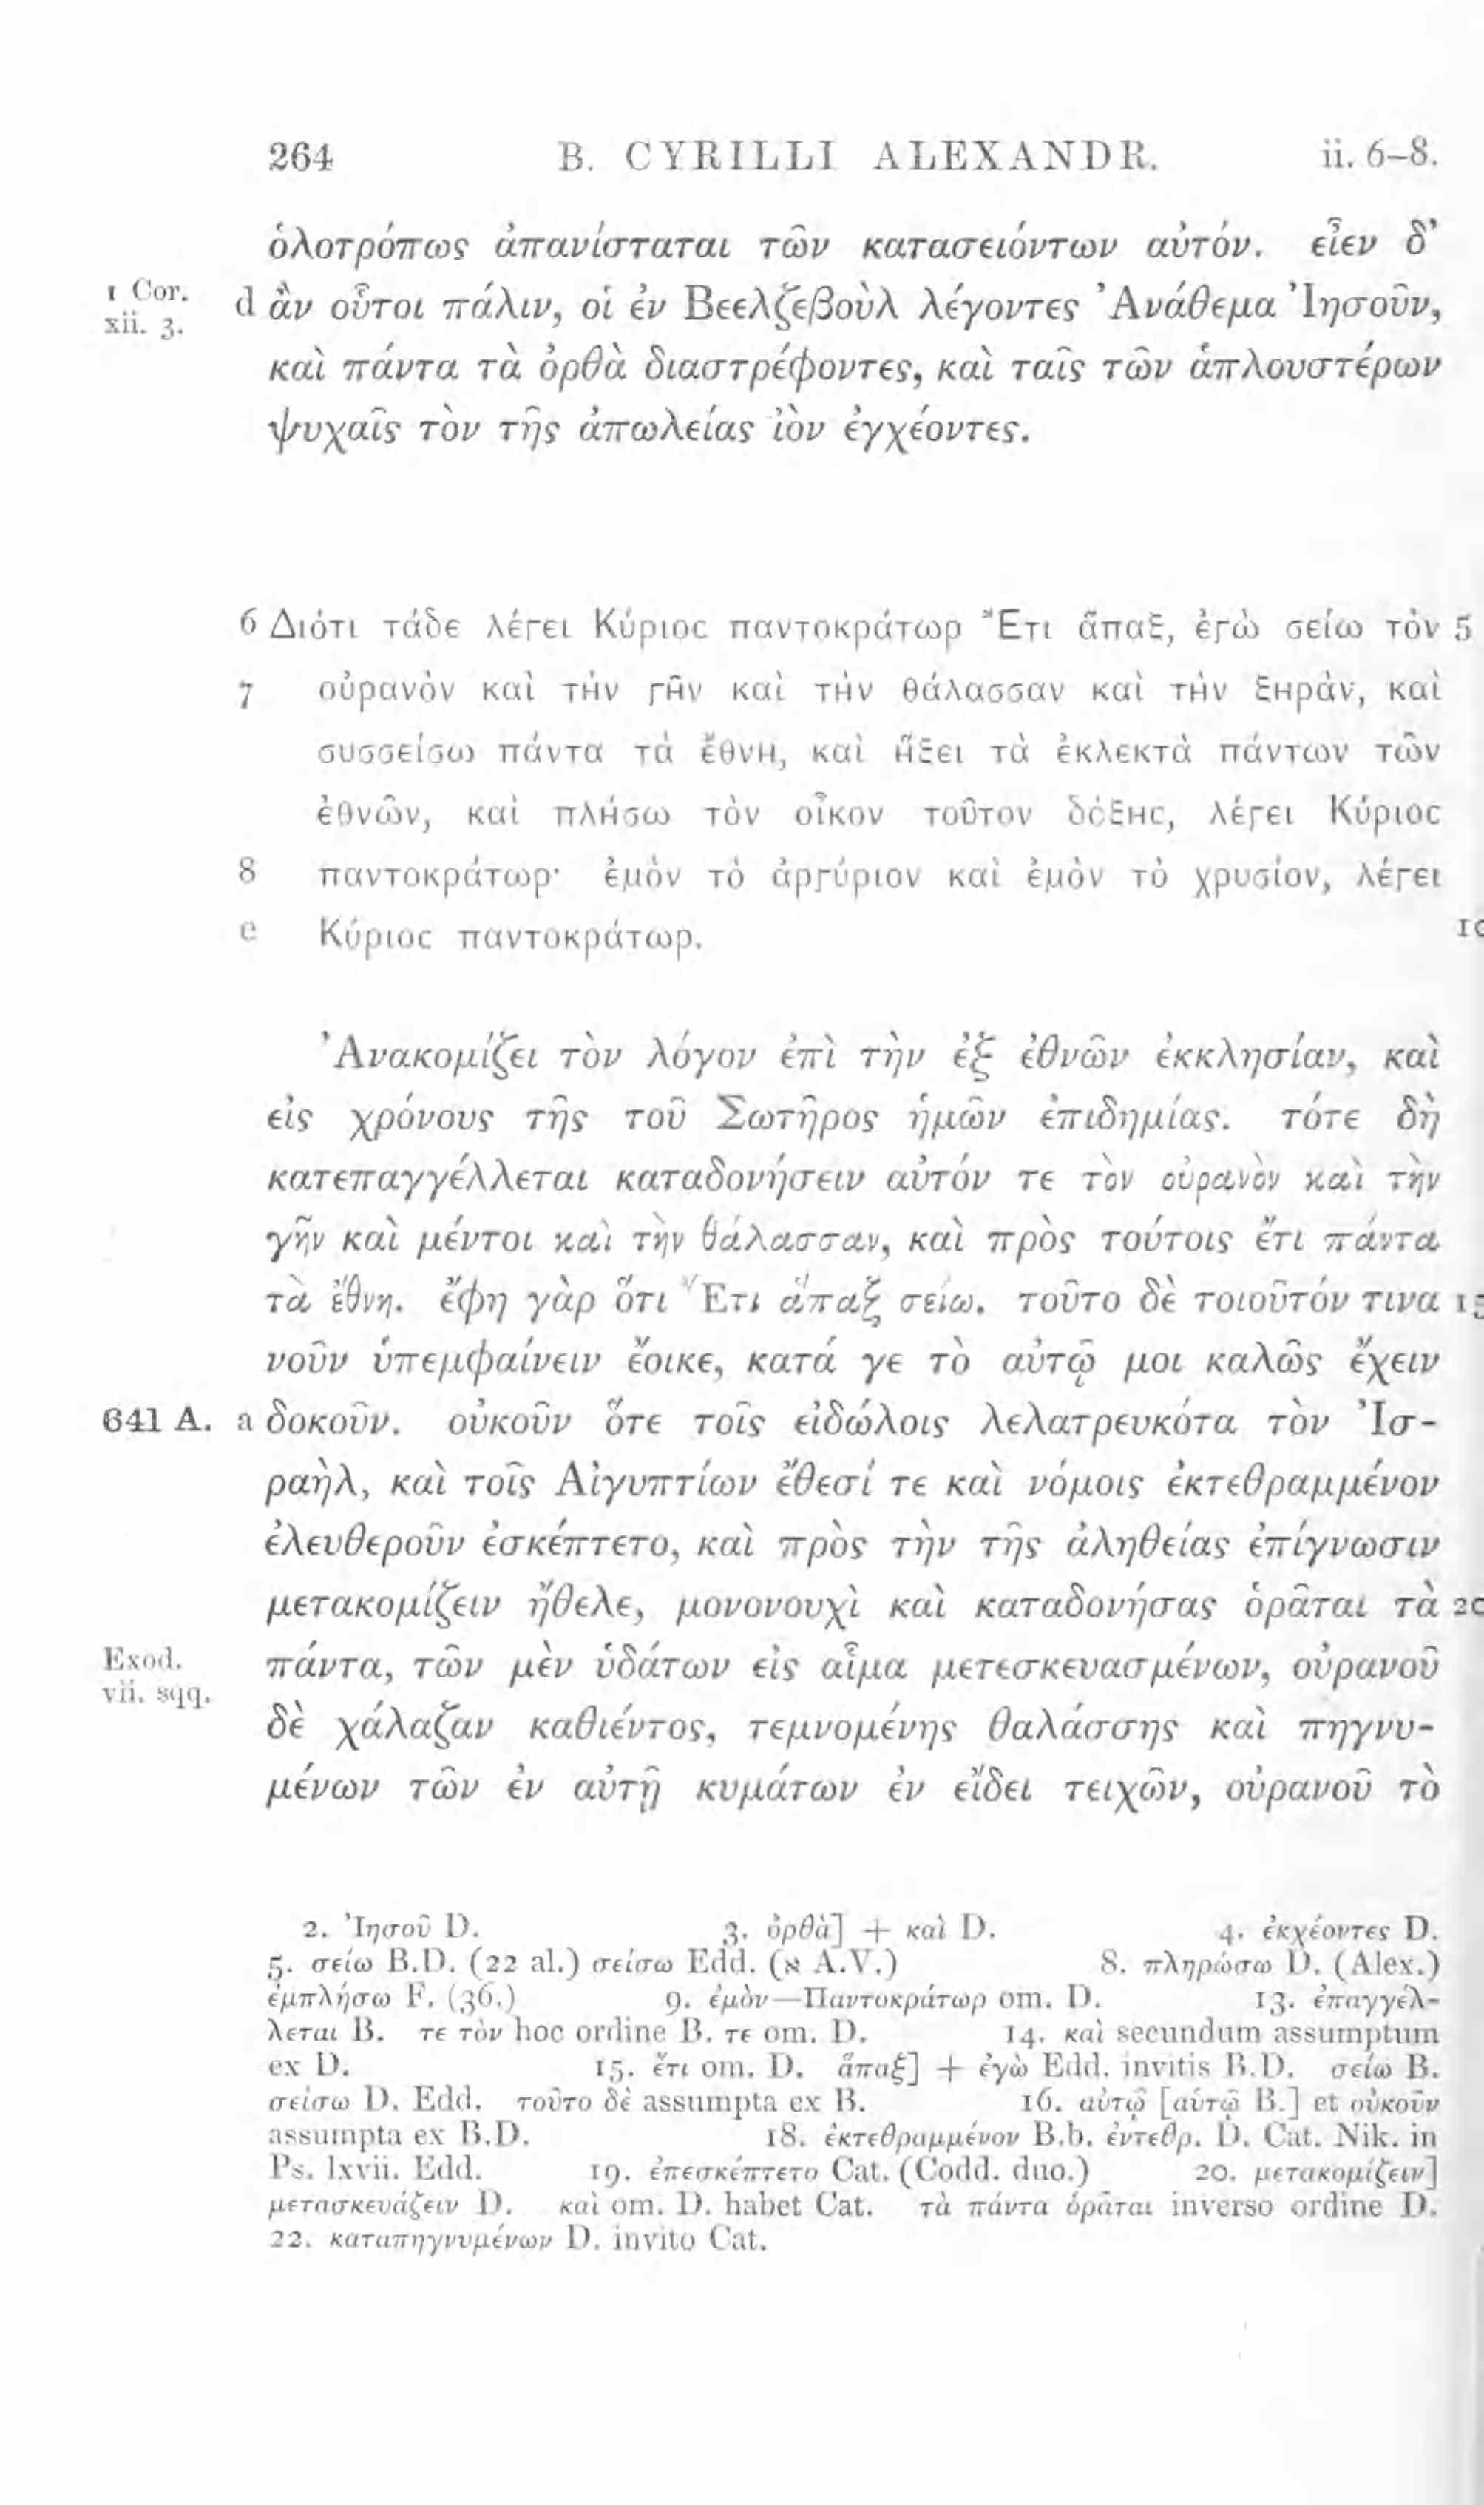 264 B. CYRILLI ALEXANDR. ii. 6–8.
ὁλοτρόπως ἀπανίσταται τῶν κατασειόντων αὐτόν. εἶεν δ’
1 Cor. xii. 3. d ἂν οὗτοι πάλιν, οἱ ἐν Βεελζεβοὺλ λέγοντες Ἀνάθεμα Ἰησοῦν,
καὶ πάντα τὰ ὀρθὰ διαστρέφοντες, καὶ ταῖς τῶν ἁπλουστέρων
ψυχαῖς τὸν τῆς ἀπωλείας ἰὸν ἐγχέοντες.
6 Διότι τάδε λέγει Κύριος παντοκράτωρ Ἔτι ἅπαξ, ἐγὼ σείω τὸν 5
7 οὐρανὸν καὶ τὴν γῆν καὶ τὴν θάλασσαν καὶ τὴν ξηρὰν, καὶ
συσσείσω πάντα τὰ ἔθνη, καὶ ἥξει τὰ ἐκλεκτὰ πάντων τῶν
ἐθνῶν, καὶ πλήσω τὸν οἶκον τοῦτον δόξης, λέγει Κύριος
8 παντοκράτωρ· ἐμὸν τὸ ἀργύριον καὶ ἐμὸν τὸ χρυσίον, λέγει
e Κύριος παντοκράτωρ. 10
Ἀνακομίζει τὸν λόγον ἐπὶ τὴν ἐξ ἐθνῶν ἐκκλησίαν, καὶ
εἰς χρόνους τῆς τοῦ Σωτῆρος ἡμῶν ἐπιδημίας. τότε δὴ
κατεπαγγέλλεται καταδονήσειν αὐτόν τε τὸν οὐρανὸν καὶ τὴν
γῆν καὶ μέντοι καὶ τὴν θάλασσαν, καὶ πρὸς τούτοις ἔτι πάντα
τὰ ἔθνη. ἔφη γὰρ ὅτι Ἔτι ἅπαξ σείω. τοῦτο δὲ τοιοῦτόν τινα 15
νοῦν ὑπεμφαίνειν ἔοικε, κατά γε τὸ αὐτῷ μοι καλῶς ἔχειν
641 A. a δοκοῦν. οὐκοῦν ὅτε τοῖς εἰδώλοις λελατρευκότα τὸν Ἰσ-
ραὴλ, καὶ τοῖς Αἰγυπτίων ἔθεσί τε καὶ νόμοις ἐκτεθραμμένον
ἐλευθεροῦν ἐσκέπτετο, καὶ πρὸς τὴν τῆς ἀληθείας ἐπίγνωσιν
μετακομίζειν ἤθελε, μονονουχὶ καὶ καταδονήσας ὁρᾶται τὰ 20
Exod. vii. sqq. πάντα, τῶν μὲν ὑδάτων εἰς αἷμα μετεσκευασμένων, οὐρανοῦ
δὲ χάλαζαν καθιέντος, τεμνομένης θαλάσσης καὶ πηγνυ-
μένων τῶν ἐν αὐτῇ κυμάτων ἐν εἴδει τειχῶν, οὐρανοῦ τὸ
2. Ἰησοῦ D. 3. ὀρθὰ] + καὶ D. 4. ἐκχέοντες D.
5. σείω B.D. (22 al.) σείσω Edd. (א A.V.) 8. πληρώσω D. (Alex.)
ἐμπλήσω F. (36.) 9. ἐμὸν—Παντοκράτωρ om. D. 13. ἐπαγγέλ-
λεται B. τε τὸν hoc ordine B. τε om. D. 14. καὶ secundum assumptum
ex D. 15. ἔτι om. D. ἅπαξ] + ἐγὼ Edd. invitis B.D. σείω B.
σείσω D. Edd. τοῦτο δὲ assumpta ex B. 16. αὐτῷ [αὑτῷ B.] et οὐκοῦν
assumpta ex B.D. 18. ἐκτεθραμμένον B.b. ἐντεθρ. D. Cat. Nik. in
Ps. lxvii. Edd. 19. ἐπεσκέπτετο Cat. (Codd. duo.) 20. μετακομίζειν]
μετασκευάζειν D. καὶ om. D. habet Cat. τὰ πάντα ὁρᾶται inverso ordine D.
22. καταπηγνυμένων D. invito Cat.